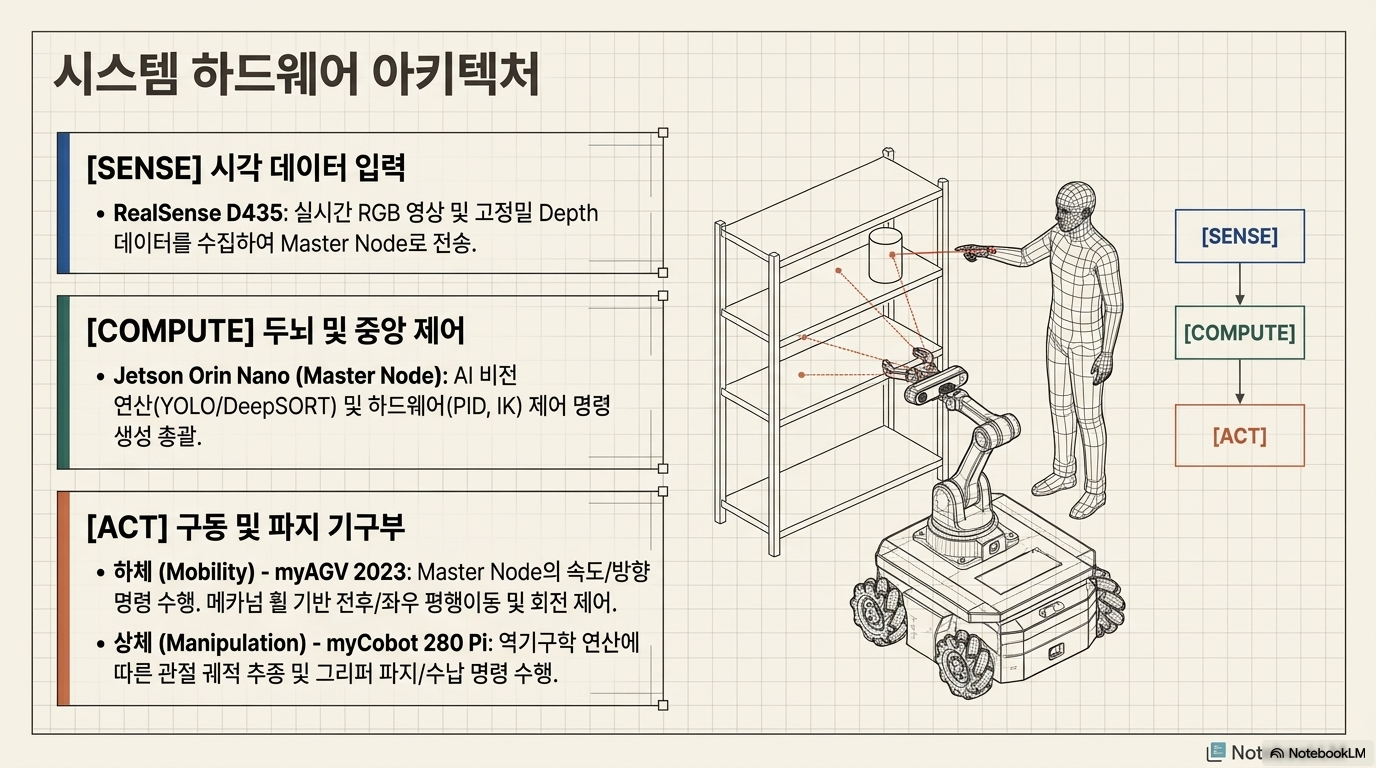 시스템 하드웨어 아키텍처
[SENSE] 시각 데이터 입력
• RealSense D435: 실시간 RGB 영상 및 고정밀 Depth
데이터를 수집하여 Master Node로 전송.
[COMPUTE] 두뇌 및 중앙 제어
• Jetson Orin Nano (Master Node): AI 비전
연산(YOLO/DeepSORT) 및 하드웨어(PID, IK) 제어 명령
생성 총괄.
[ACT] 구동 및 파지 기구부
• 하체 (Mobility) - myAGV 2023: Master Node의 속도/방향
명령 수행. 메카넘 휠 기반 전후/좌우 평행이동 및 회전 제어.
• 상체 (Manipulation) - myCobot 280 Pi: 역기구학 연산에
따른 관절 궤적 추종 및 그리퍼 파지/수납 명령 수행.
[SENSE]
[COMPUTE]
[ACT]
Not
NotebookLM